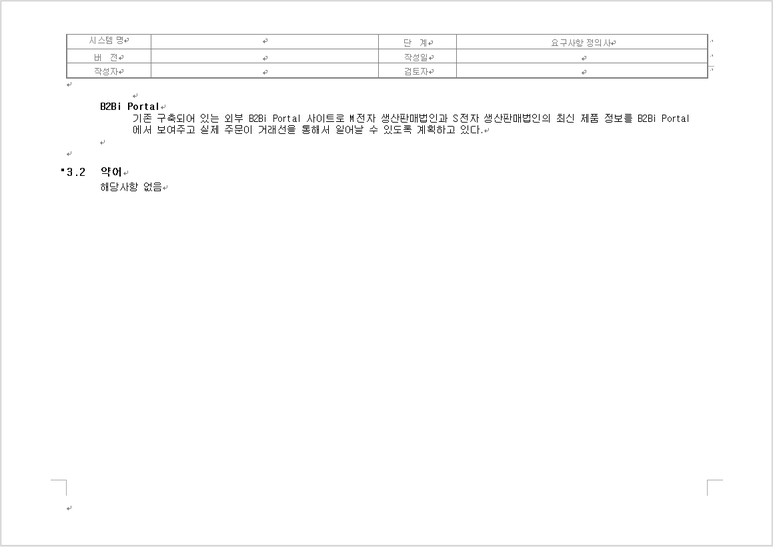 시스템 명 단 계 요구사항 정의서
버 젼 작성일
작성자 검토자
B2Bi Portal
기존 구축되어 있는 외부 B2Bi Portal 사이트로 M전자 생산판매법인과 S전자 생산판매법인의 최신 제품 정보를 B2Bi Portal
에서 보여주고 실제 주문이 거래선을 통해서 일어날 수 있도록 계획하고 있다.
3.2 약어
해당사항 없음